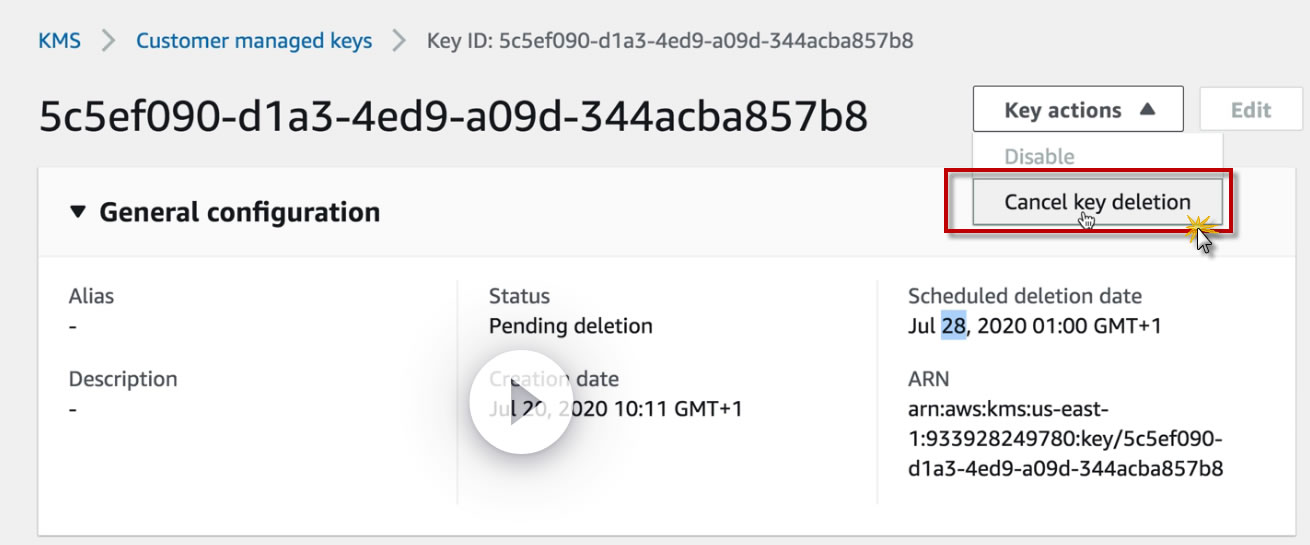 KMS > Customer managed keys > Key ID: 5c5ef090-d1a3-4ed9-a09d-344acba857b8
5c5ef090-d1a3-4ed9-a09d-344acba857b8
Key actions
Edit
Disable
Cancel key deletion
General configuration
Alias
-
Description
-
Status
Pending deletion
Creation date
Jul 20, 2020 10:11 GMT+1
Scheduled deletion date
Jul 28, 2020 01:00 GMT+1
ARN
arn:aws:kms:us-east-
1:933928249780:key/5c5ef090-
d1a3-4ed9-a09d-344acba857b8